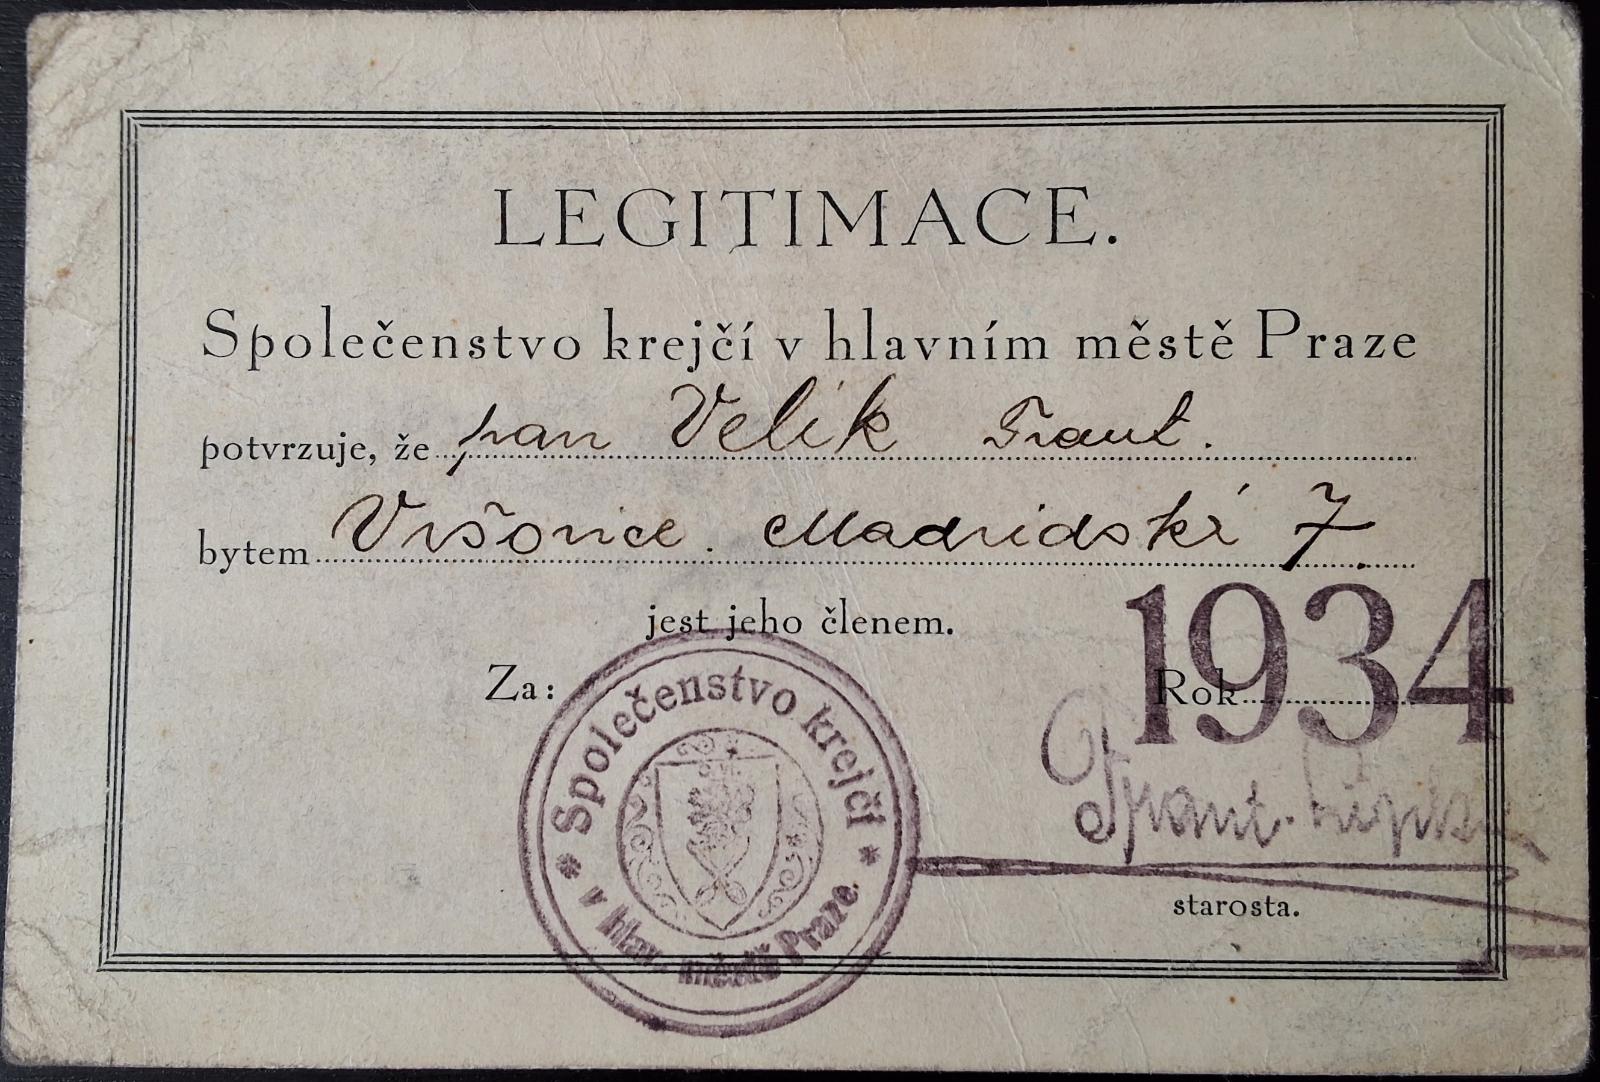 LEGITIMACE.
Společenstvo krejčí v hlavním městě Praze
potvrzuje, že pan Velík Frant.
bytem Vršovice. Madridská 7.
jest jeho členem.
Za:
Rok 1934
Společenstvo krejčí
* v hlav. městě Praze. *
Frant.
starosta.